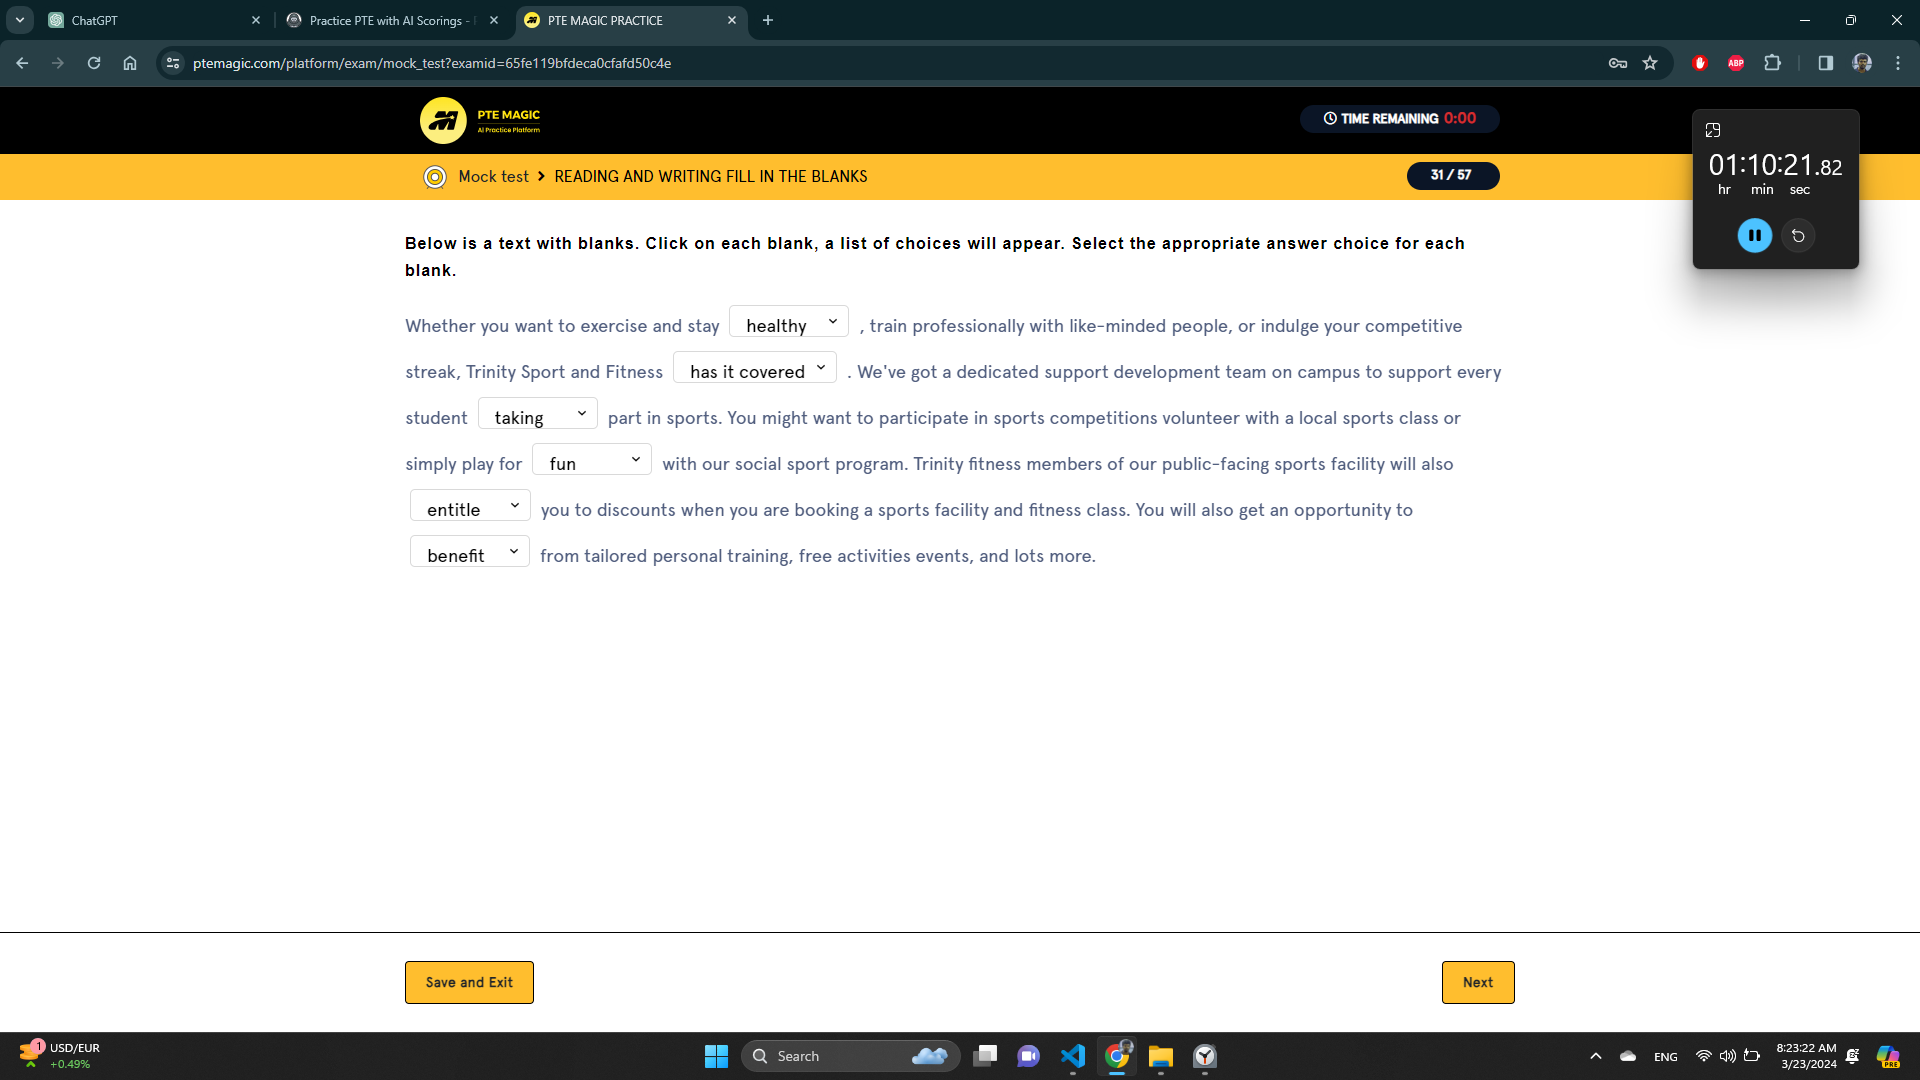 ChatGPT
Practice PTE with AI Scorings -
PTE MAGIC PRACTICE
ptemagic.com/platform/exam/mock_test?examid=65fe119bfdeca0cfafd50c4e
ABP
PTE MAGIC
AI Practice Platform
TIME REMAINING 0:00
01:10:21.82
hr min sec
Mock test > READING AND WRITING FILL IN THE BLANKS
31 / 57
Below is a text with blanks. Click on each blank, a list of choices will appear. Select the appropriate answer choice for each
blank.
Whether you want to exercise and stay healthy , train professionally with like-minded people, or indulge your competitive
streak, Trinity Sport and Fitness has it covered . We've got a dedicated support development team on campus to support every
student taking part in sports. You might want to participate in sports competitions volunteer with a local sports class or
simply play for fun with our social sport program. Trinity fitness members of our public-facing sports facility will also
entitle you to discounts when you are booking a sports facility and fitness class. You will also get an opportunity to
benefit from tailored personal training, free activities events, and lots more.
Save and Exit
Next
1
USD/EUR
+0.49%
Search
ENG
8:23:22 AM
3/23/2024
PRE